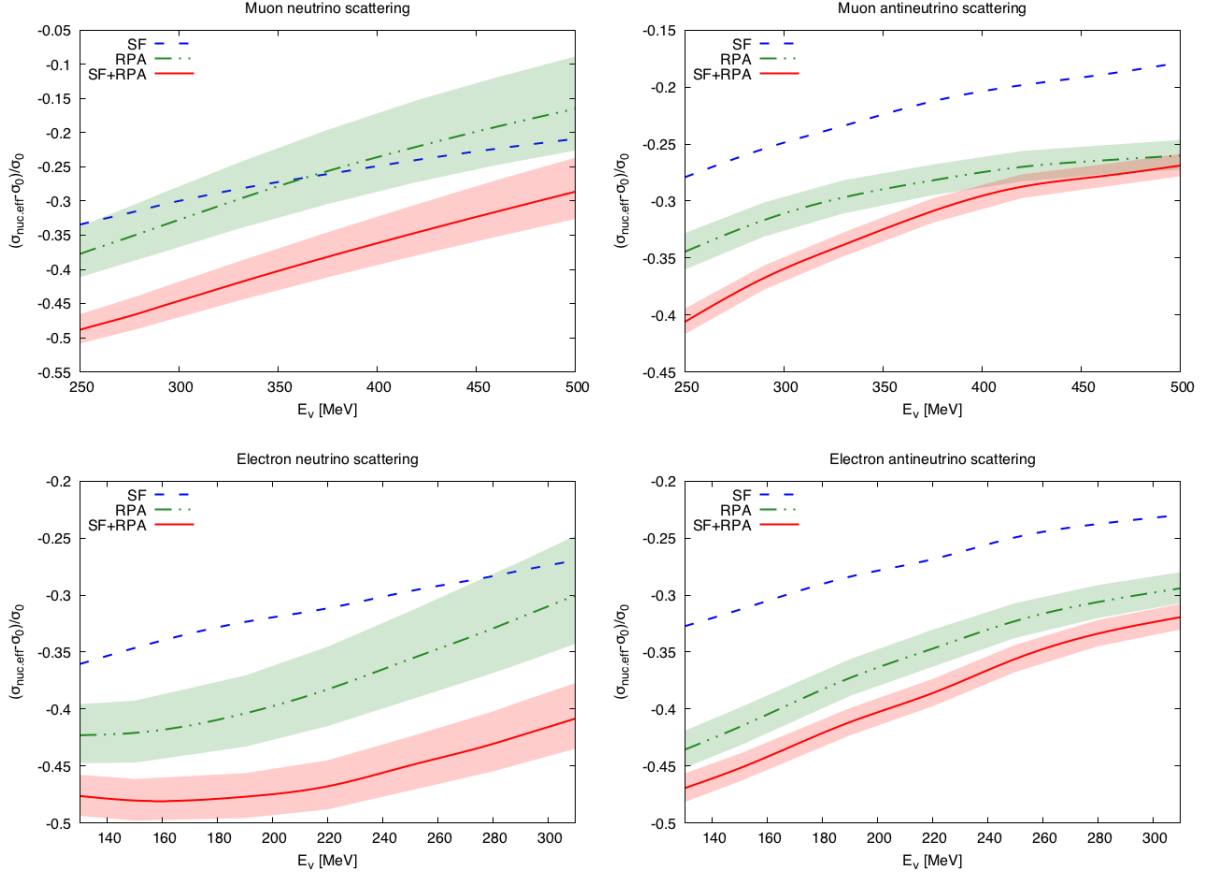 Muon neutrino scattering
SF
RPA
SF+RPA
-0.05
-0.1
-0.15
-0.2
-0.25
-0.3
-0.35
-0.4
-0.45
-0.5
-0.55
(σnuc.eff-σ0)/σ0
250 300 350 400 450 500
Eν [MeV]
Muon antineutrino scattering
SF
RPA
SF+RPA
-0.15
-0.2
-0.25
-0.3
-0.35
-0.4
-0.45
(σnuc.eff-σ0)/σ0
250 300 350 400 450 500
Eν [MeV]
Electron neutrino scattering
SF
RPA
SF+RPA
-0.2
-0.25
-0.3
-0.35
-0.4
-0.45
-0.5
(σnuc.eff-σ0)/σ0
140 160 180 200 220 240 260 280 300
Eν [MeV]
Electron antineutrino scattering
SF
RPA
SF+RPA
-0.2
-0.25
-0.3
-0.35
-0.4
-0.45
-0.5
(σnuc.eff-σ0)/σ0
140 160 180 200 220 240 260 280 300
Eν [MeV]